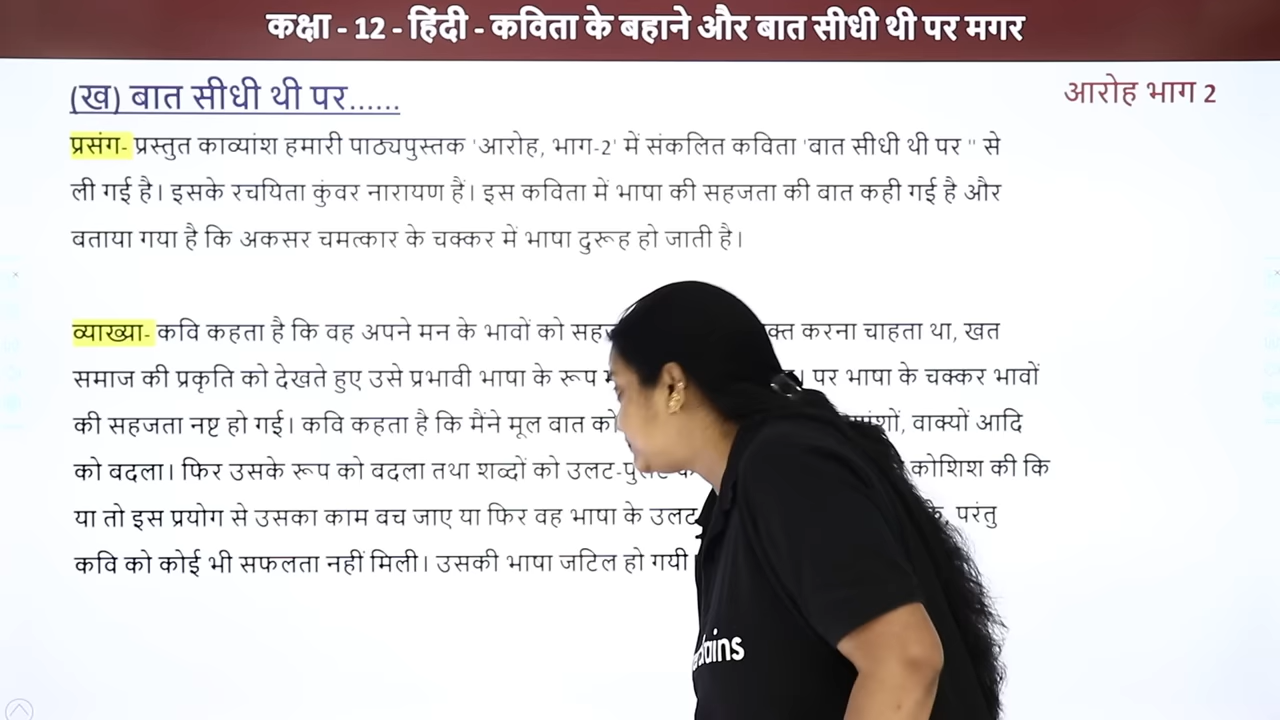 कक्षा - 12 - हिंदी - कविता के बहाने और बात सीधी थी पर मगर
(ख) बात सीधी थी पर......
आरोह भाग 2
प्रसंग- प्रस्तुत काव्यांश हमारी पाठ्यपुस्तक 'आरोह, भाग-2' में संकलित कविता 'बात सीधी थी पर " से
ली गई है। इसके रचयिता कुंवर नारायण हैं। इस कविता में भाषा की सहजता की बात कही गई है और
बताया गया है कि अकसर चमत्कार के चक्कर में भाषा दुरूह हो जाती है।
व्याख्या- कवि कहता है कि वह अपने मन के भावों को करना चाहता था, खत
समाज की प्रकृति को देखते हुए उसे प्रभावी भाषा के रूप । पर भाषा के चक्कर भावों
की सहजता नष्ट हो गई। कवि कहता है कि मैंने मूल बात को वाक्यों आदि
को बदला। फिर उसके रूप को बदला तथा शब्दों को कोशिश की कि
या तो इस प्रयोग से उसका काम बच जाए या फिर वह भाषा के उलट परंतु
कवि को कोई भी सफलता नहीं मिली। उसकी भाषा जटिल हो गयी